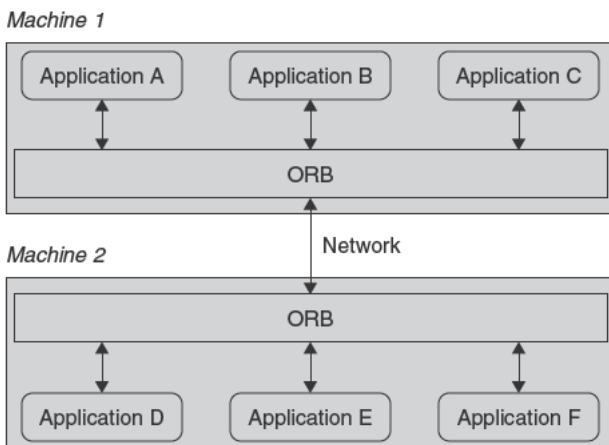 Machine 1
Application A
Application B
Application C
ORB
Network
Machine 2
ORB
Application D
Application E
Application F